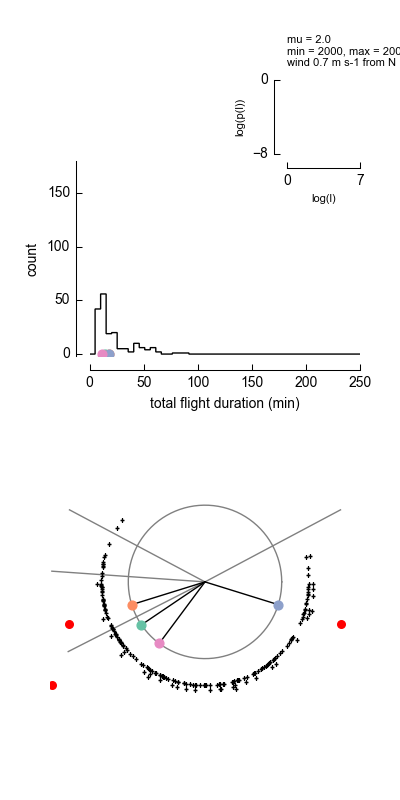 mu = 2.0
min = 2000, max = 200
wind 0.7 m s-1 from N
0
log(p(l))
−8
0 7
log(l)
150
count
100
50
0
0 50 100 150 200 250
total flight duration (min)